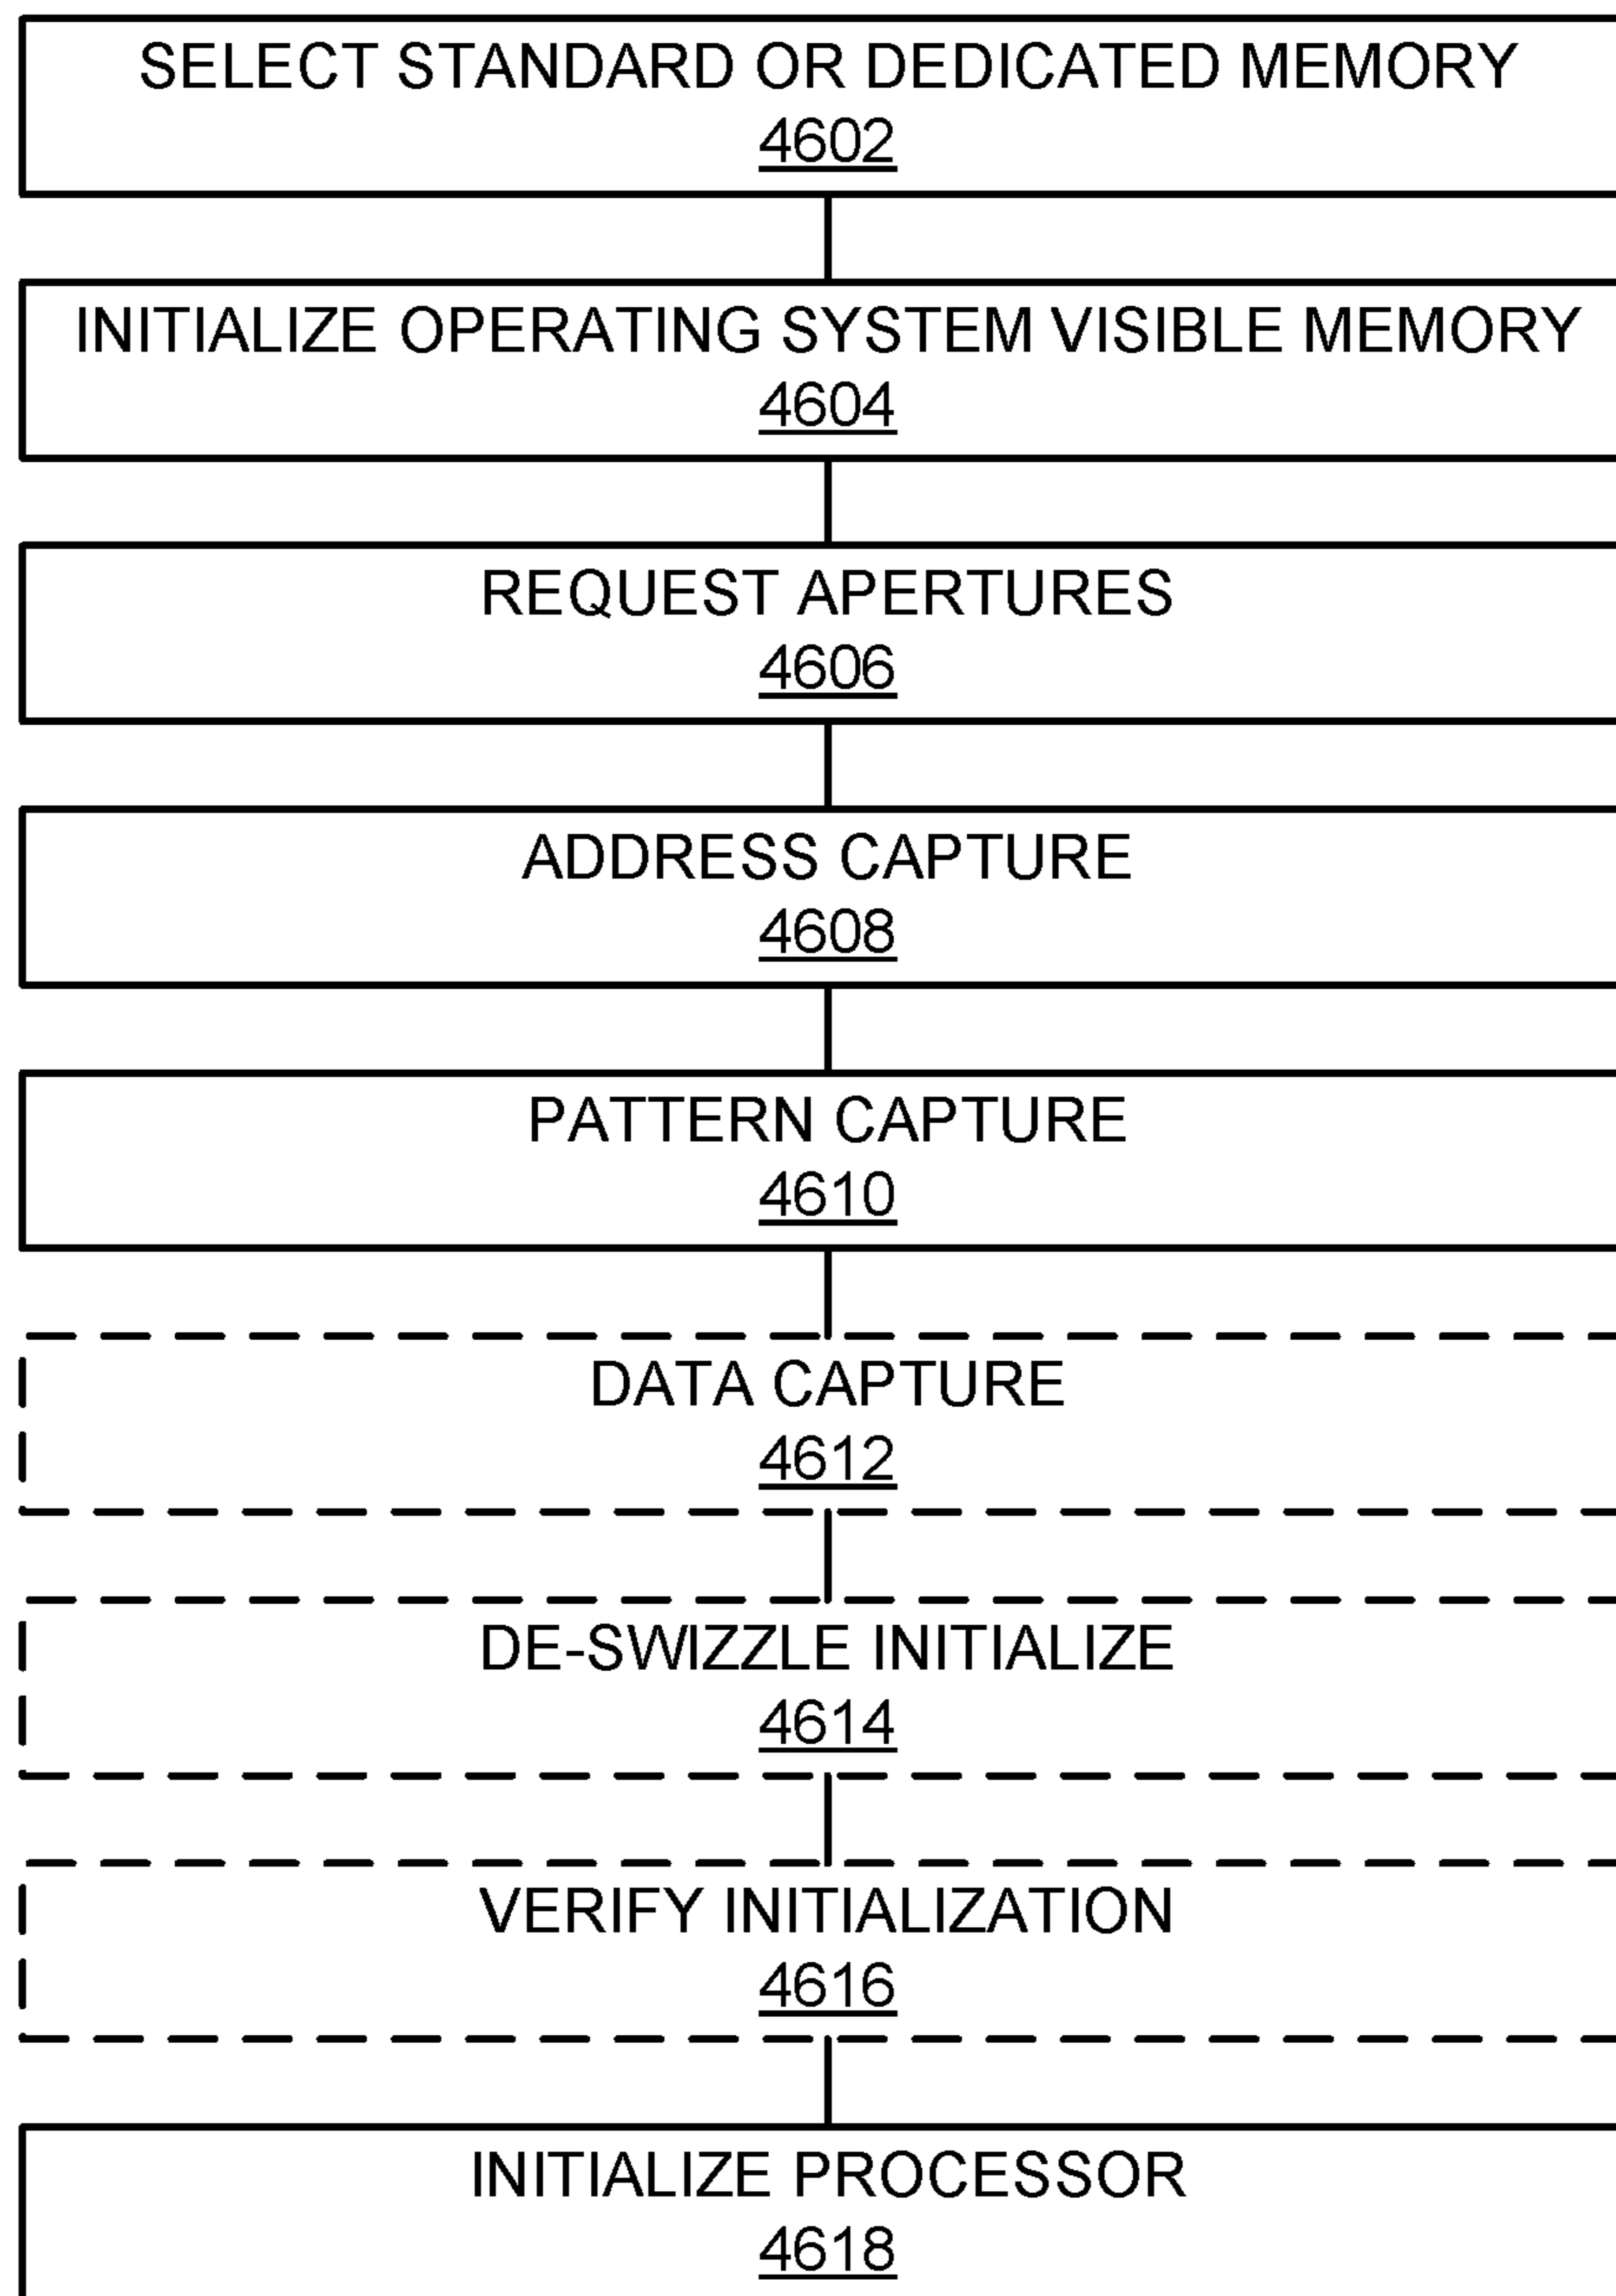 SELECT STANDARD OR DEDICATED MEMORY
4602
INITIALIZE OPERATING SYSTEM VISIBLE MEMORY
4604
REQUEST APERTURES
4606
ADDRESS CAPTURE
4608
PATTERN CAPTURE
4610
DATA CAPTURE
4612
DE-SWIZZLE INITIALIZE
4614
VERIFY INITIALIZATION
4616
INITIALIZE PROCESSOR
4618